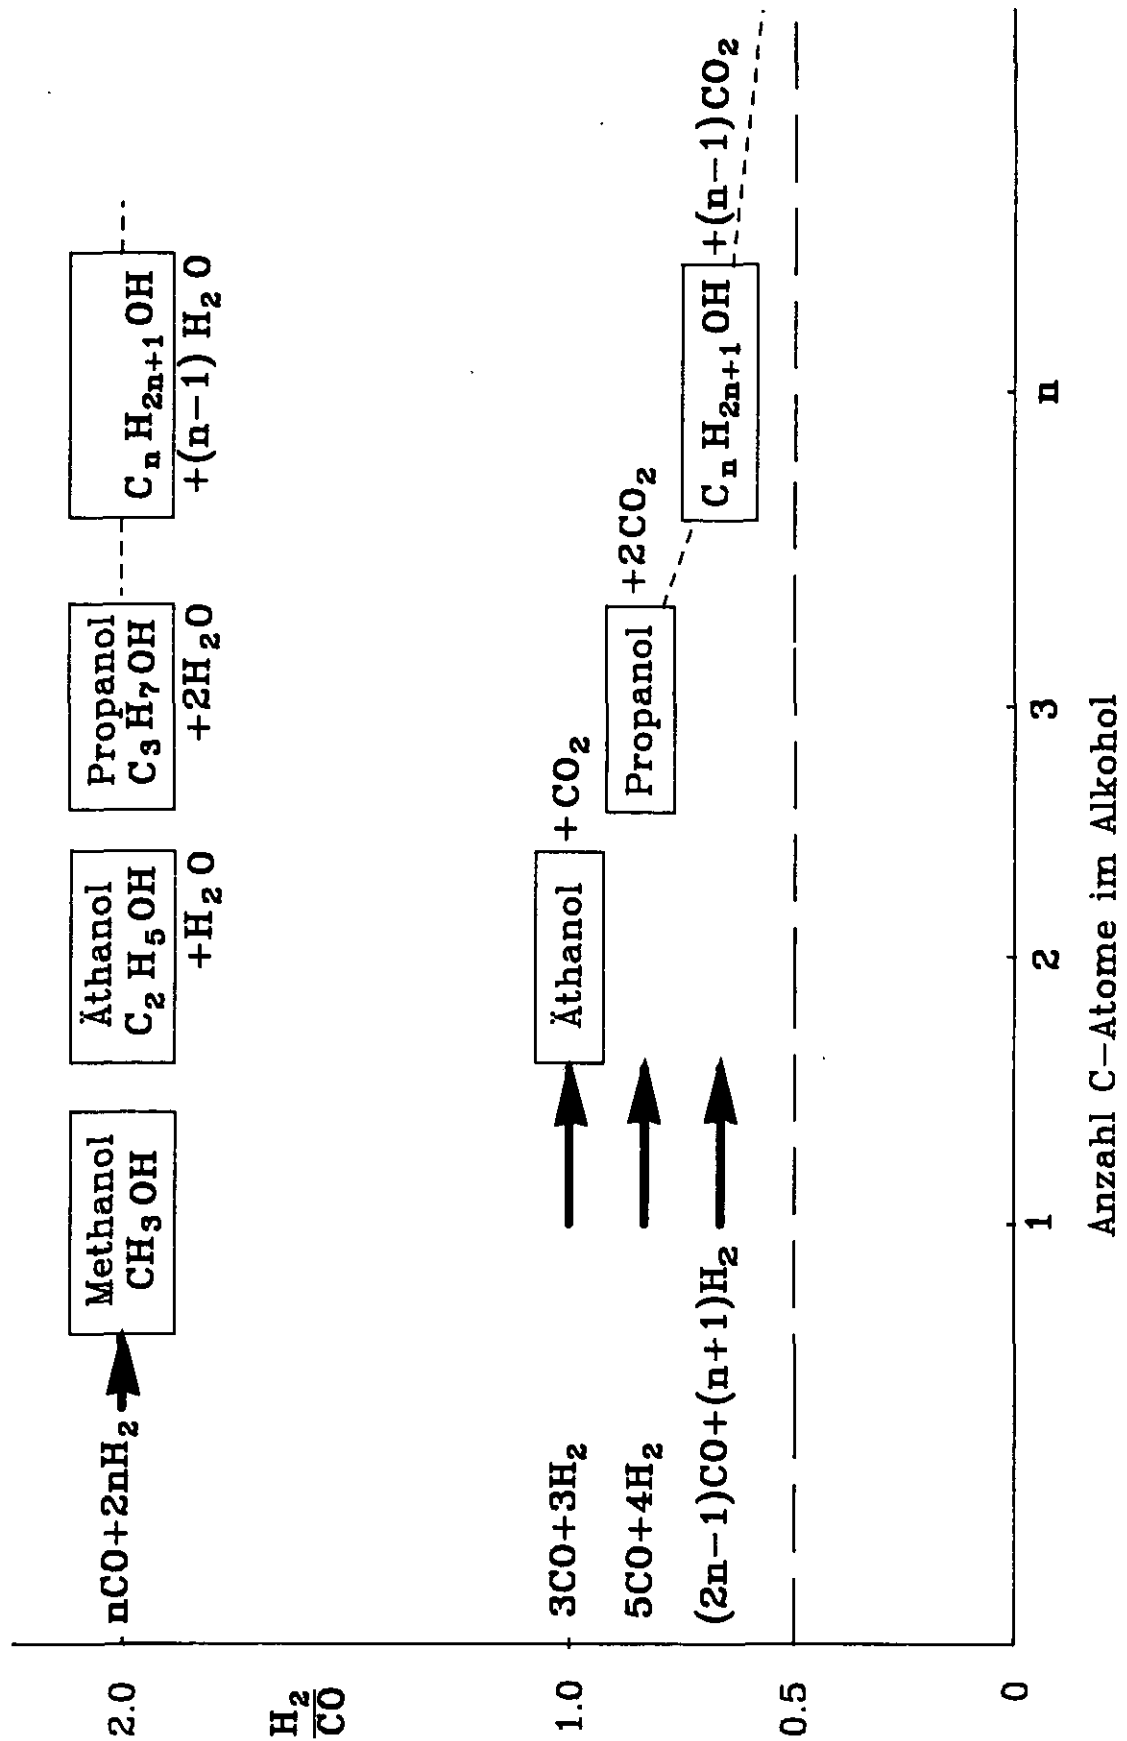 2.0
nCO+2nH₂
Methanol
CH₃OH
Äthanol
C₂H₅OH
+H₂O
Propanol
C₃H₇OH
+2H₂O
CₙH₂ₙ₊₁OH
+(n−1)H₂O
H₂
CO
1.0
3CO+3H₂
Äthanol +CO₂
5CO+4H₂
Propanol +2CO₂
(2n−1)CO+(n+1)H₂
CₙH₂ₙ₊₁OH +(n−1)CO₂
0.5
0
1
2
3
n
Anzahl C−Atome im Alkohol